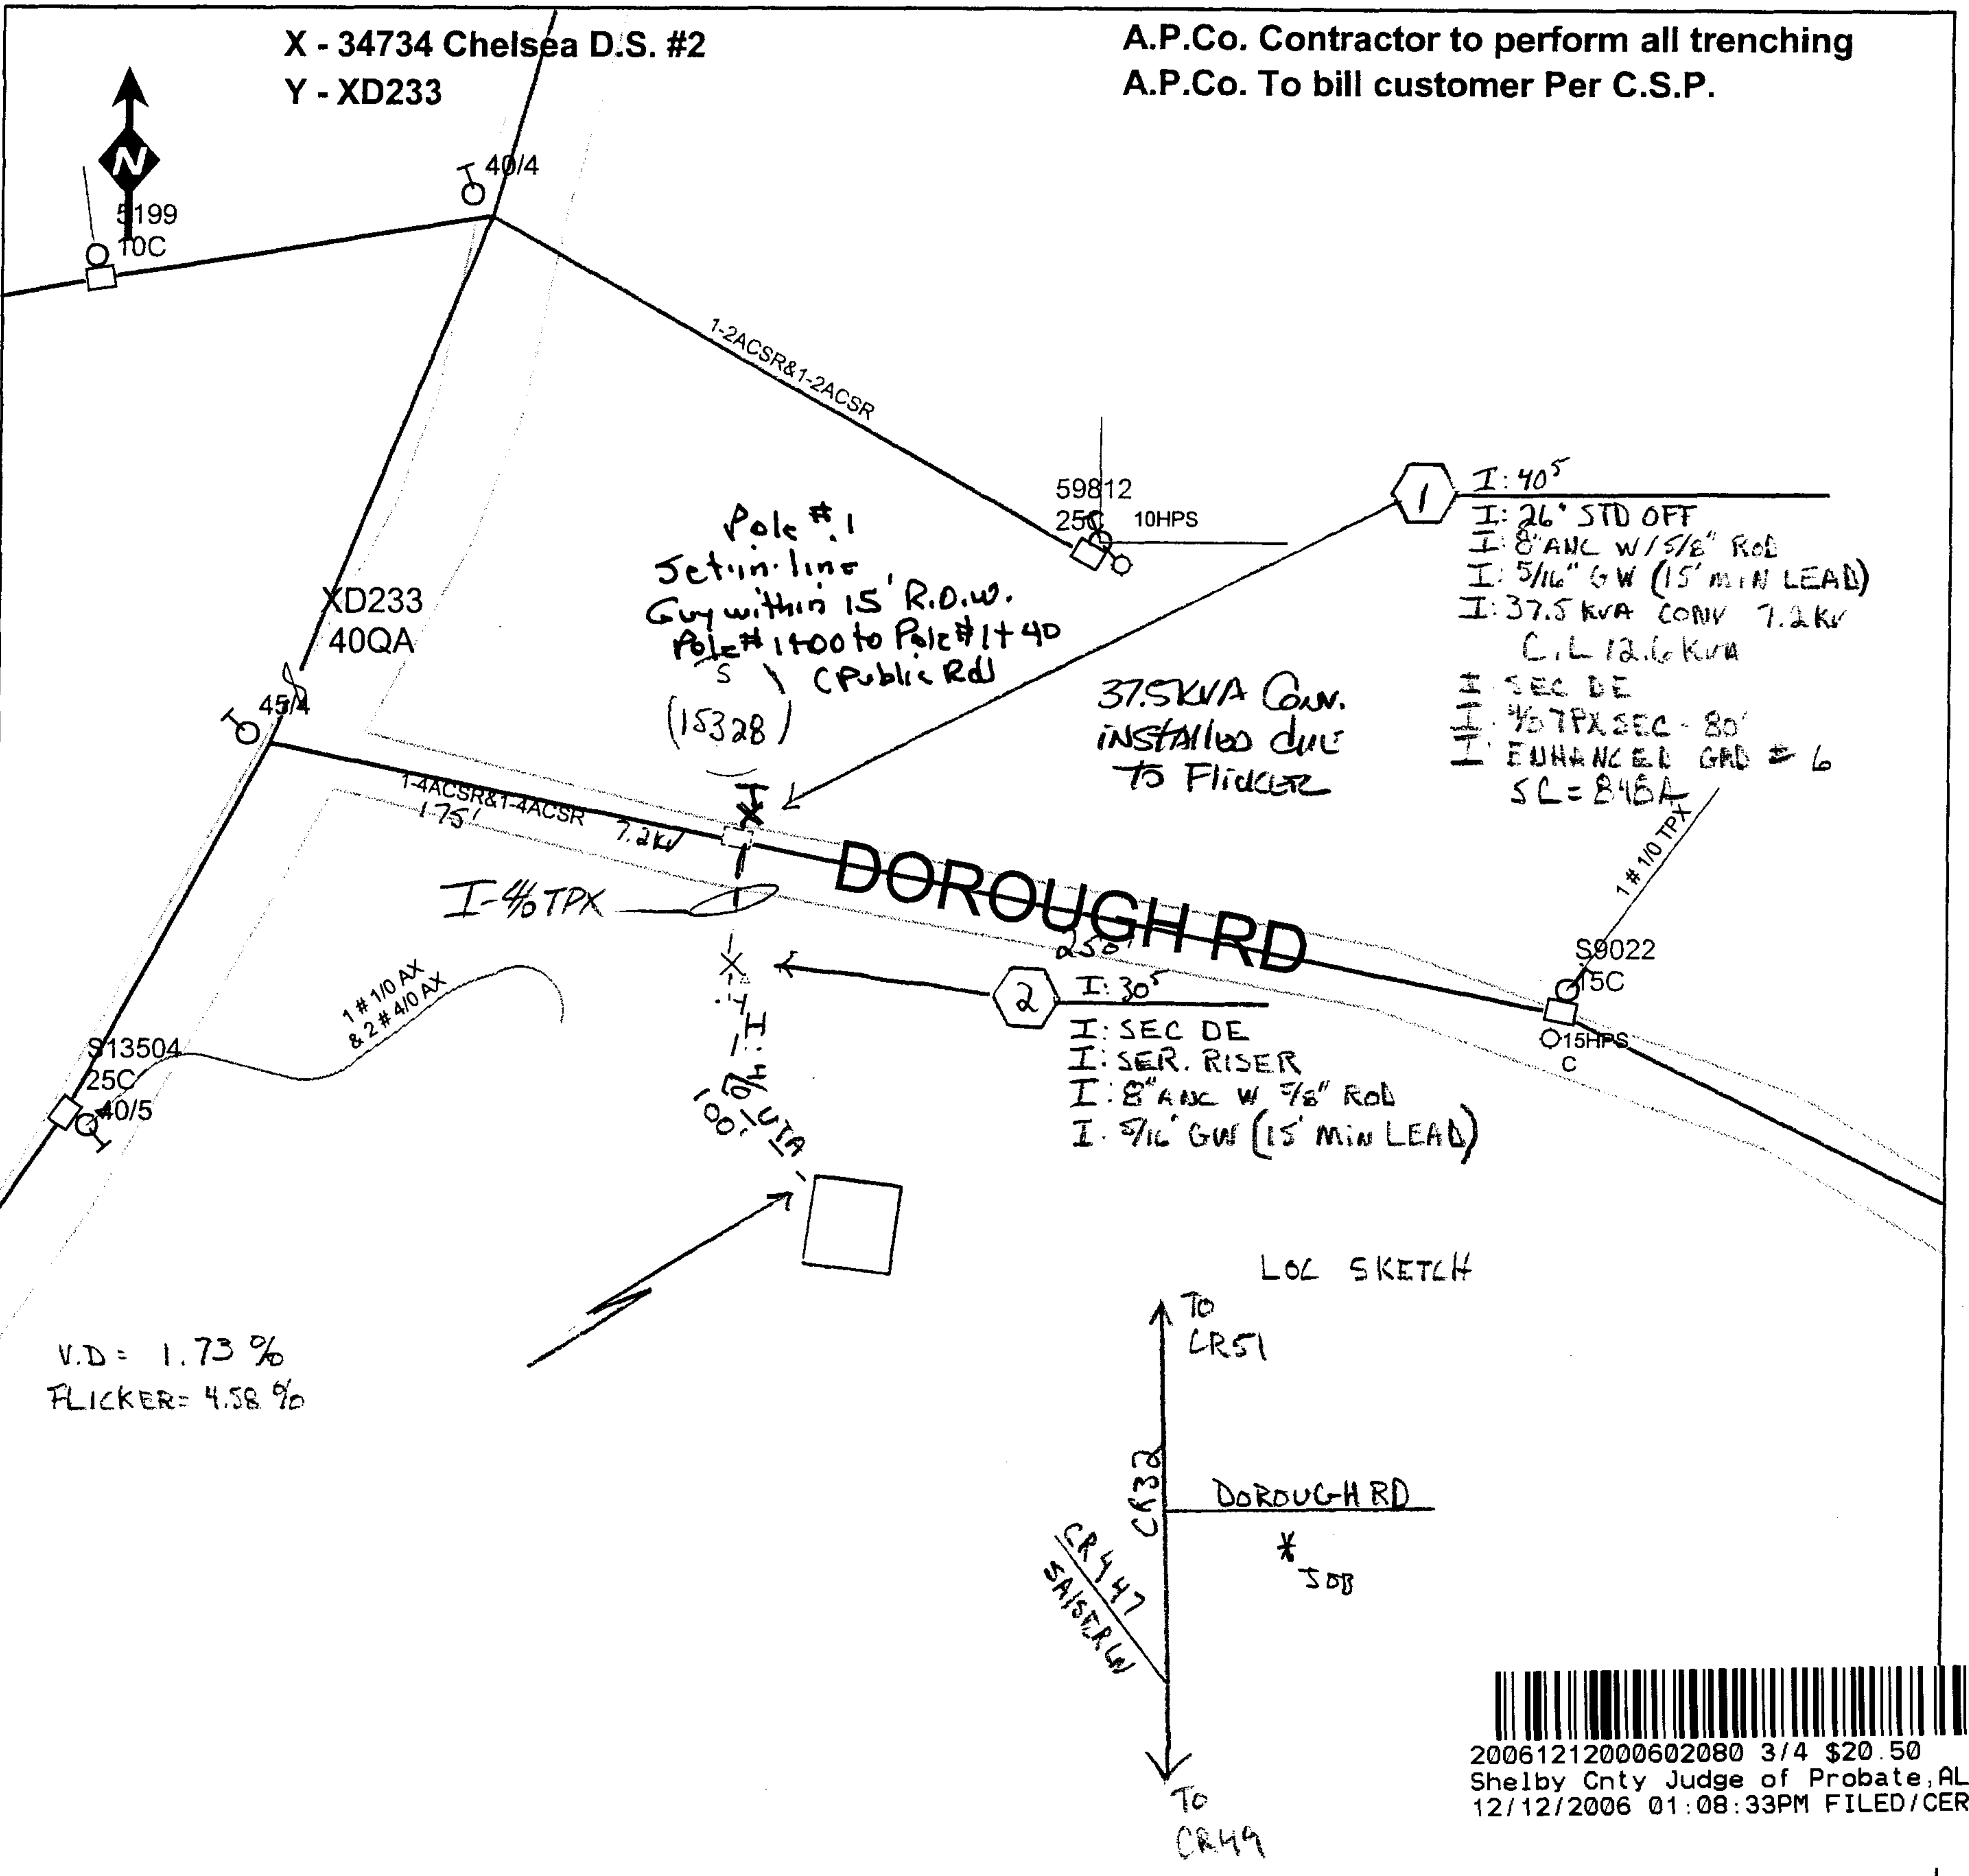 X - 34734 Chelsea D.S. #2
Y - XD233
A.P.Co. Contractor to perform all trenching
A.P.Co. To bill customer Per C.S.P.
N
40/4
5199
10C
1-2ACSR&1-2ACSR
59812
25C
10HPS
1
I: 40⁵
I: 26" STD OFF
I: 8" ANC W/ 5/8" ROD
I: 5/16" GW (15' MIN LEAD)
I: 37.5 KVA CONV 7.2KV
C.L 12.6 KVA
I SEC DE
I 4/0 TPX SEC - 80'
I ENHANCED GRD # 6
SC = 848A
Pole #1
Set-in-line
Guy within 15' R.O.W.
Pole #1+00 to Pole #1+40
(Public Rd)
S
(15328)
37.5KVA Conv.
installed due
To Flicker
XD233
40QA
45/4
1-4ACSR&1-4ACSR
175'
7.2kV
I
DOROUGH RD
250'
I-4/0 TPX
1 # 1/0 TPX
S9022
15C
15HPS
C
2
I: 30⁵
I: SEC DE
I: SER. RISER
I: 8" ANC W 5/8" ROD
I. 5/16" GW (15' MIN LEAD)
1 # 1/0 AX
& 2 # 4/0 AX
S13504
25C
40/5
I: 4/0 UTA
100'
V.D = 1.73 %
FLICKER = 4.58 %
LOC SKETCH
TO
CR51
CR32
DOROUGH RD
* JOB
CR447
TO
CR49
20061212000602080 3/4 $20.50
Shelby Cnty Judge of Probate,AL
12/12/2006 01:08:33PM FILED/CER